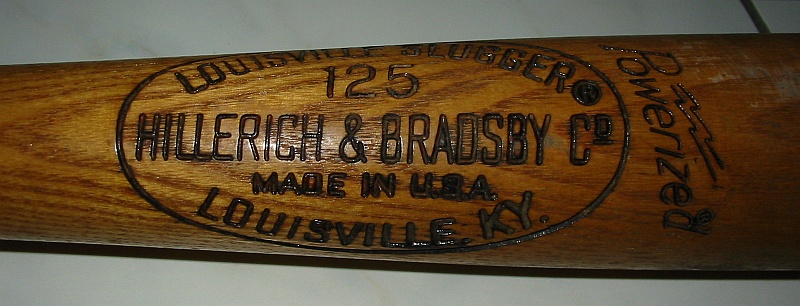 LOUISVILLE SLUGGER®
125
HILLERICH & BRADSBY Co
MADE IN U.S.A.
LOUISVILLE, KY.
Powerized®